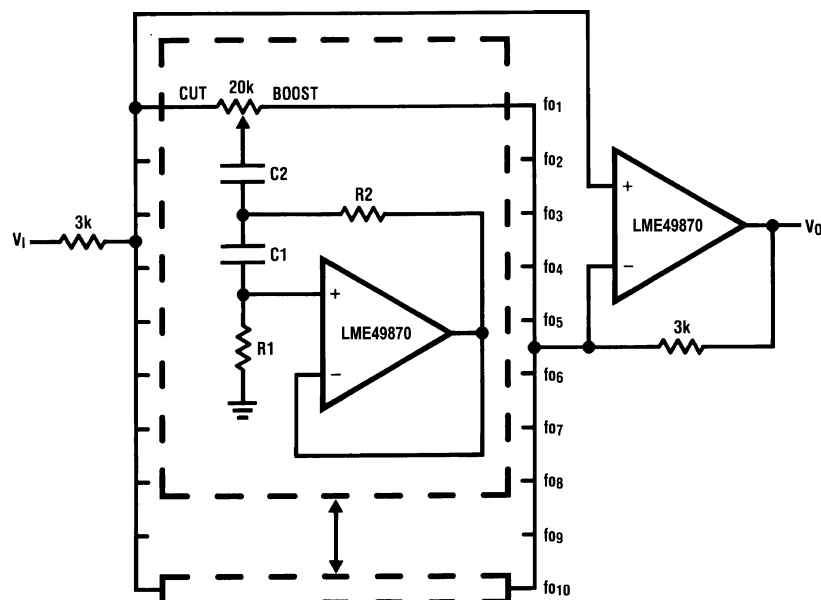 CUT 20k BOOST
fo1
fo2
C2
R2
fo3
+
3k
LME49870
VO
VI
C1
fo4
−
+
fo5
LME49870
3k
R1
−
fo6
fo7
fo8
fo9
fo10